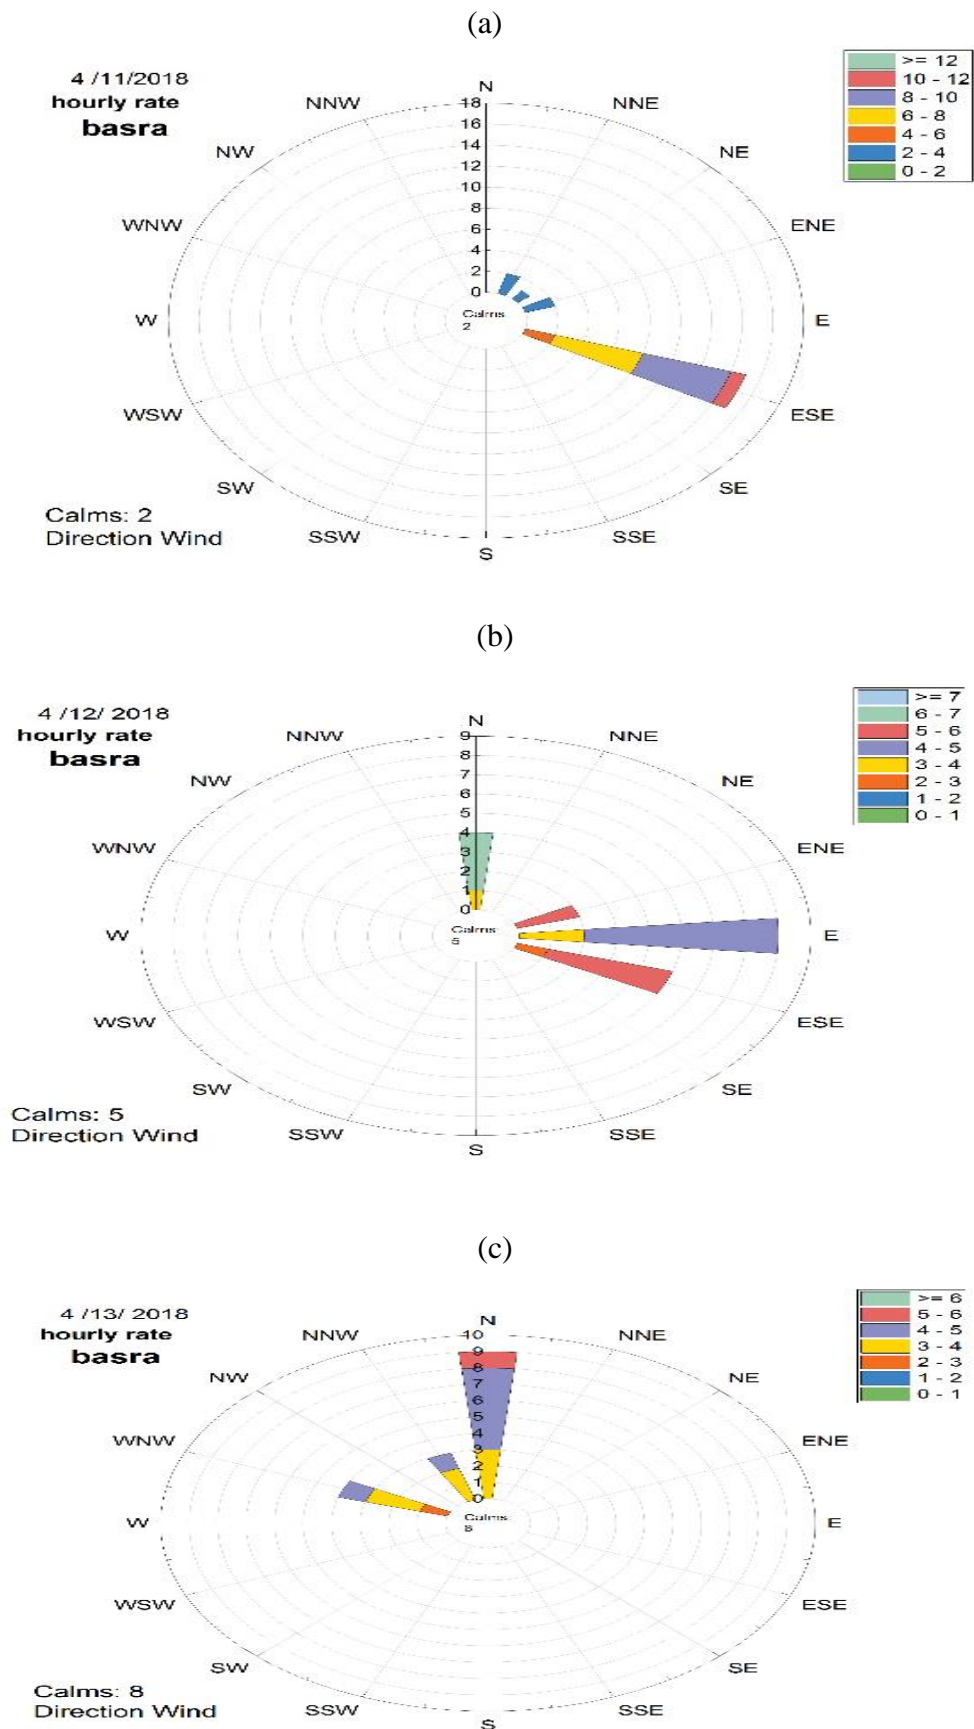 (a)
4 /11/2018
hourly rate
basra
N
NNE
NE
ENE
E
ESE
SE
SSE
S
SSW
SW
WSW
W
WNW
NW
NNW
18
16
14
12
10
8
6
4
2
0
Calms
2
>= 12
10 - 12
8 - 10
6 - 8
4 - 6
2 - 4
0 - 2
Calms: 2
Direction Wind
(b)
4 /12/ 2018
hourly rate
basra
N
NNE
NE
ENE
E
ESE
SE
SSE
S
SSW
SW
WSW
W
WNW
NW
NNW
9
8
7
6
5
4
3
2
1
0
Calms
5
>= 7
6 - 7
5 - 6
4 - 5
3 - 4
2 - 3
1 - 2
0 - 1
Calms: 5
Direction Wind
(c)
4 /13/ 2018
hourly rate
basra
N
NNE
NE
ENE
E
ESE
SE
SSE
S
SSW
SW
WSW
W
WNW
NW
NNW
10
9
8
7
6
5
4
3
2
1
0
Calms
8
>= 6
5 - 6
4 - 5
3 - 4
2 - 3
1 - 2
0 - 1
Calms: 8
Direction Wind